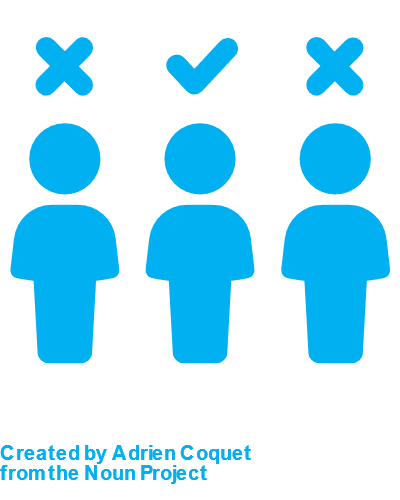 Created by Adrien Coquet
from the Noun Project